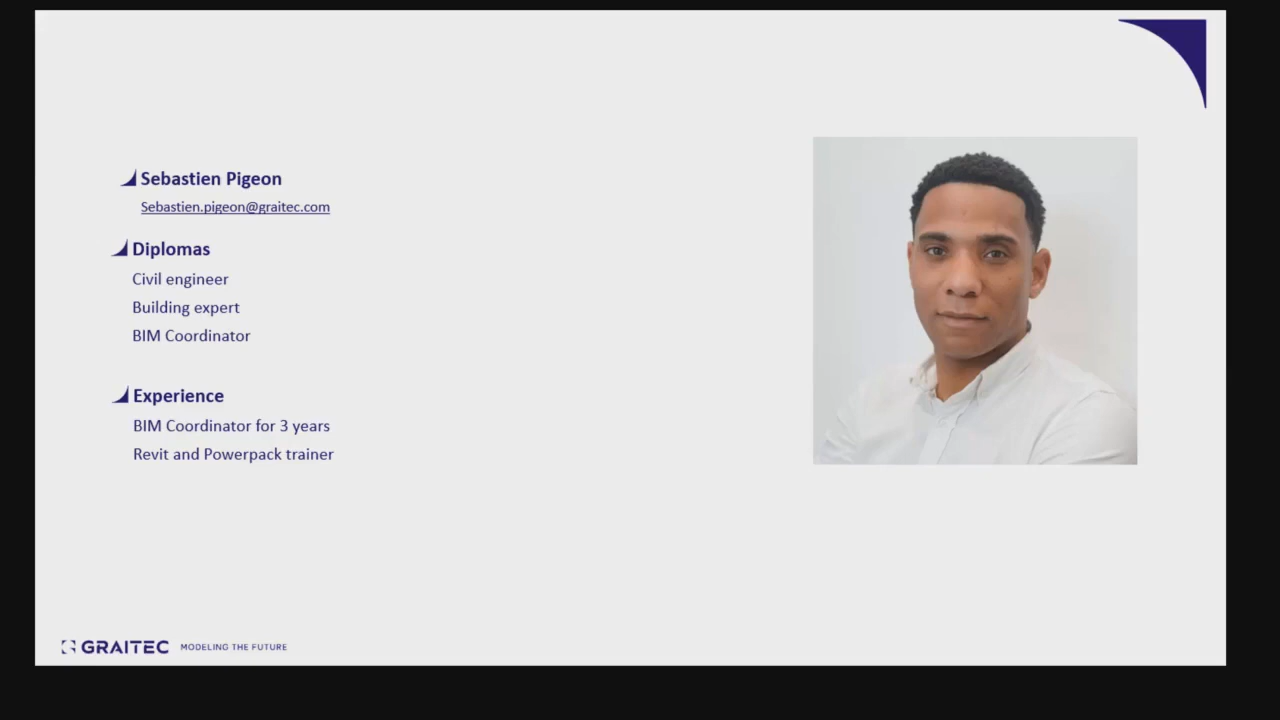 Sebastien Pigeon
Sebastien.pigeon@graitec.com
Diplomas
Civil engineer
Building expert
BIM Coordinator
Experience
BIM Coordinator for 3 years
Revit and Powerpack trainer
GRAITEC MODELING THE FUTURE